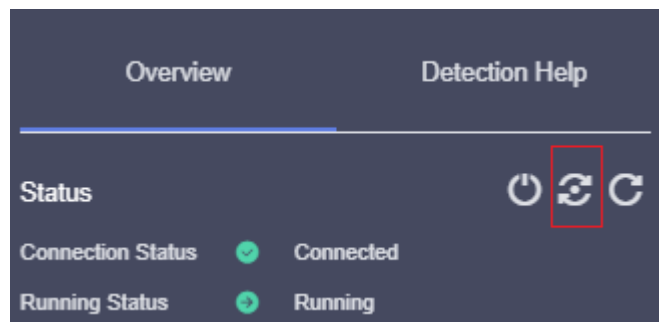 Overview Detection Help
Status
Connection Status Connected
Running Status Running